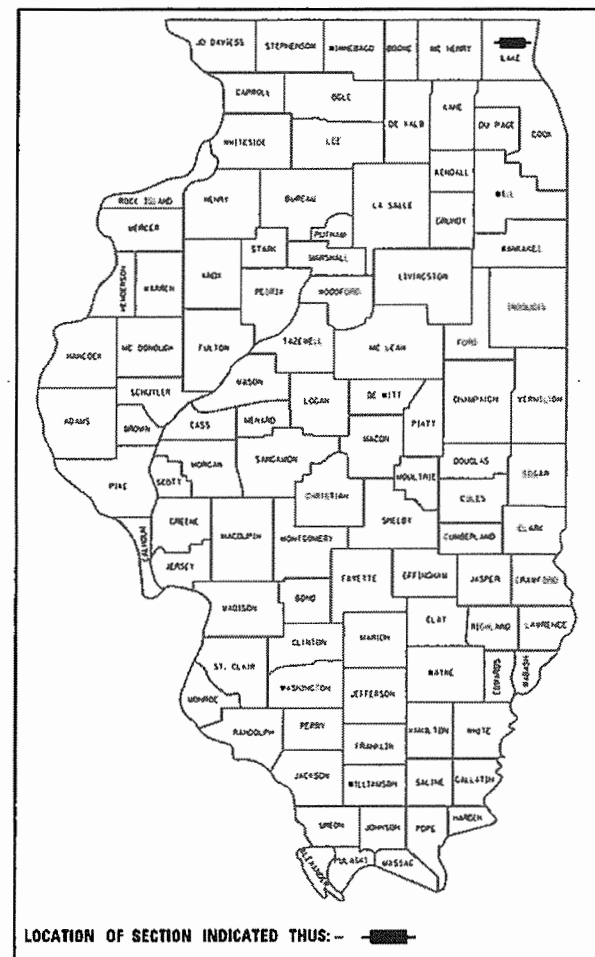 JO DAVIESS STEPHENSON WINNEBAGO BOONE MC HENRY LAKE
CARROLL OGLE DE KALB KANE DU PAGE COOK
WHITESIDE LEE
KENDALL WILL
ROCK ISLAND HENRY BUREAU LA SALLE GRUNDY
MERCER PUTNAM
STARK MARSHALL KANKAKEE
HENDERSON WARREN KNOX PEORIA WOODFORD LIVINGSTON IROQUOIS
HANCOCK MC DONOUGH FULTON TAZEWELL MC LEAN FORD
SCHUYLER MASON LOGAN DE WITT CHAMPAIGN VERMILION
ADAMS BROWN CASS MENARD PIATT
MACON
PIKE SCOTT MORGAN SANGAMON MOULTRIE DOUGLAS EDGAR
CHRISTIAN COLES
CALHOUN GREENE MACOUPIN MONTGOMERY SHELBY CUMBERLAND CLARK
JERSEY FAYETTE EFFINGHAM JASPER CRAWFORD
MADISON BOND CLAY RICHLAND LAWRENCE
CLINTON MARION
ST. CLAIR WASHINGTON WAYNE EDWARDS WABASH
MONROE JEFFERSON
RANDOLPH PERRY HAMILTON WHITE
FRANKLIN
JACKSON WILLIAMSON SALINE GALLATIN
UNION JOHNSON POPE HARDIN
ALEXANDER PULASKI MASSAC
LOCATION OF SECTION INDICATED THUS: -